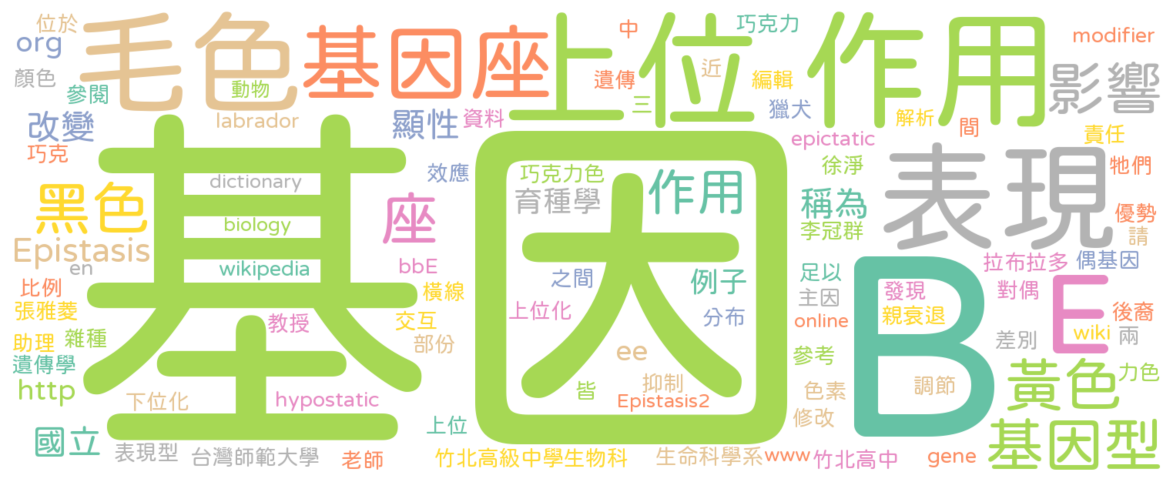 位於
org
顏色
參閱
毛色
動物
labrador
基因座
上位作用
中
遺傳
三
近
巧克力
編輯
獵犬
解析
modifier
影響
間
責任
改變
巧克
顯性
資料
效應
epictatic
徐淨
牠們
黑色
Epistasis
en
dictionary
biology
wikipedia
基因
座
bbE
巧克力色
育種學
作用
稱為
李冠群
表現
優勢
請
比例
張雅菱
助理
雜種
遺傳學
http
教授
橫線
交互
部份
之間
上位化
例子
分布
足以
主因
online
參考
B
發現
親衰退
拉布拉多
對偶
偶基因
E
差別
wiki
兩
後裔
力色
黃色
下位化
hypostatic
ee
抑制
皆
Epistasis2
色素
修改
調節
國立
表現型
台灣師範大學
老師
上位
竹北高級中學生物科
生命科學系
www
竹北高中
gene
基因型